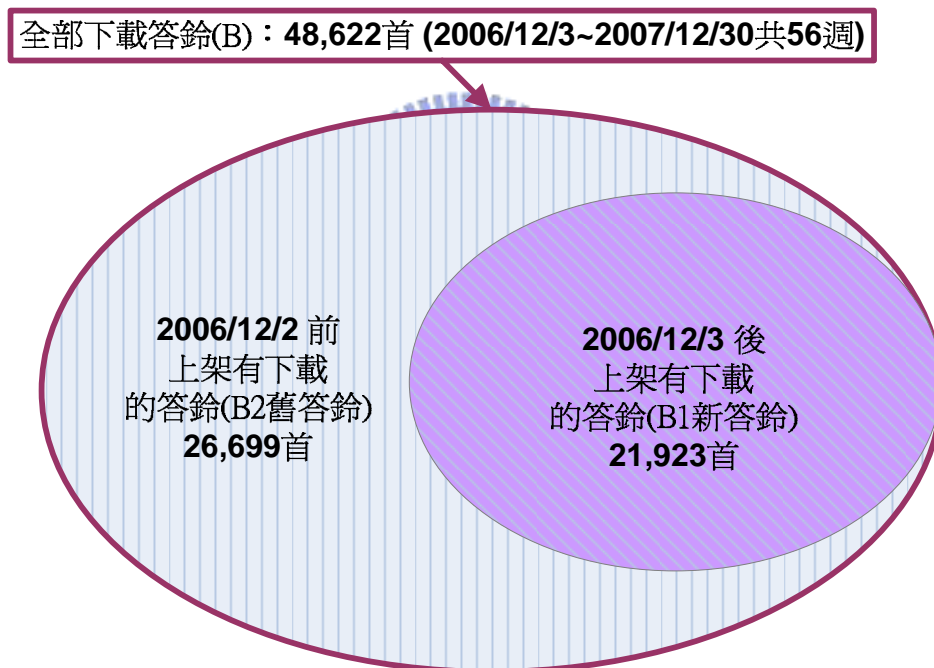 全部下載答鈴(B)：48,622首 (2006/12/3~2007/12/30共56週)
2006/12/2 前
上架有下載
的答鈴(B2舊答鈴)
26,699首
2006/12/3 後
上架有下載
的答鈴(B1新答鈴)
21,923首